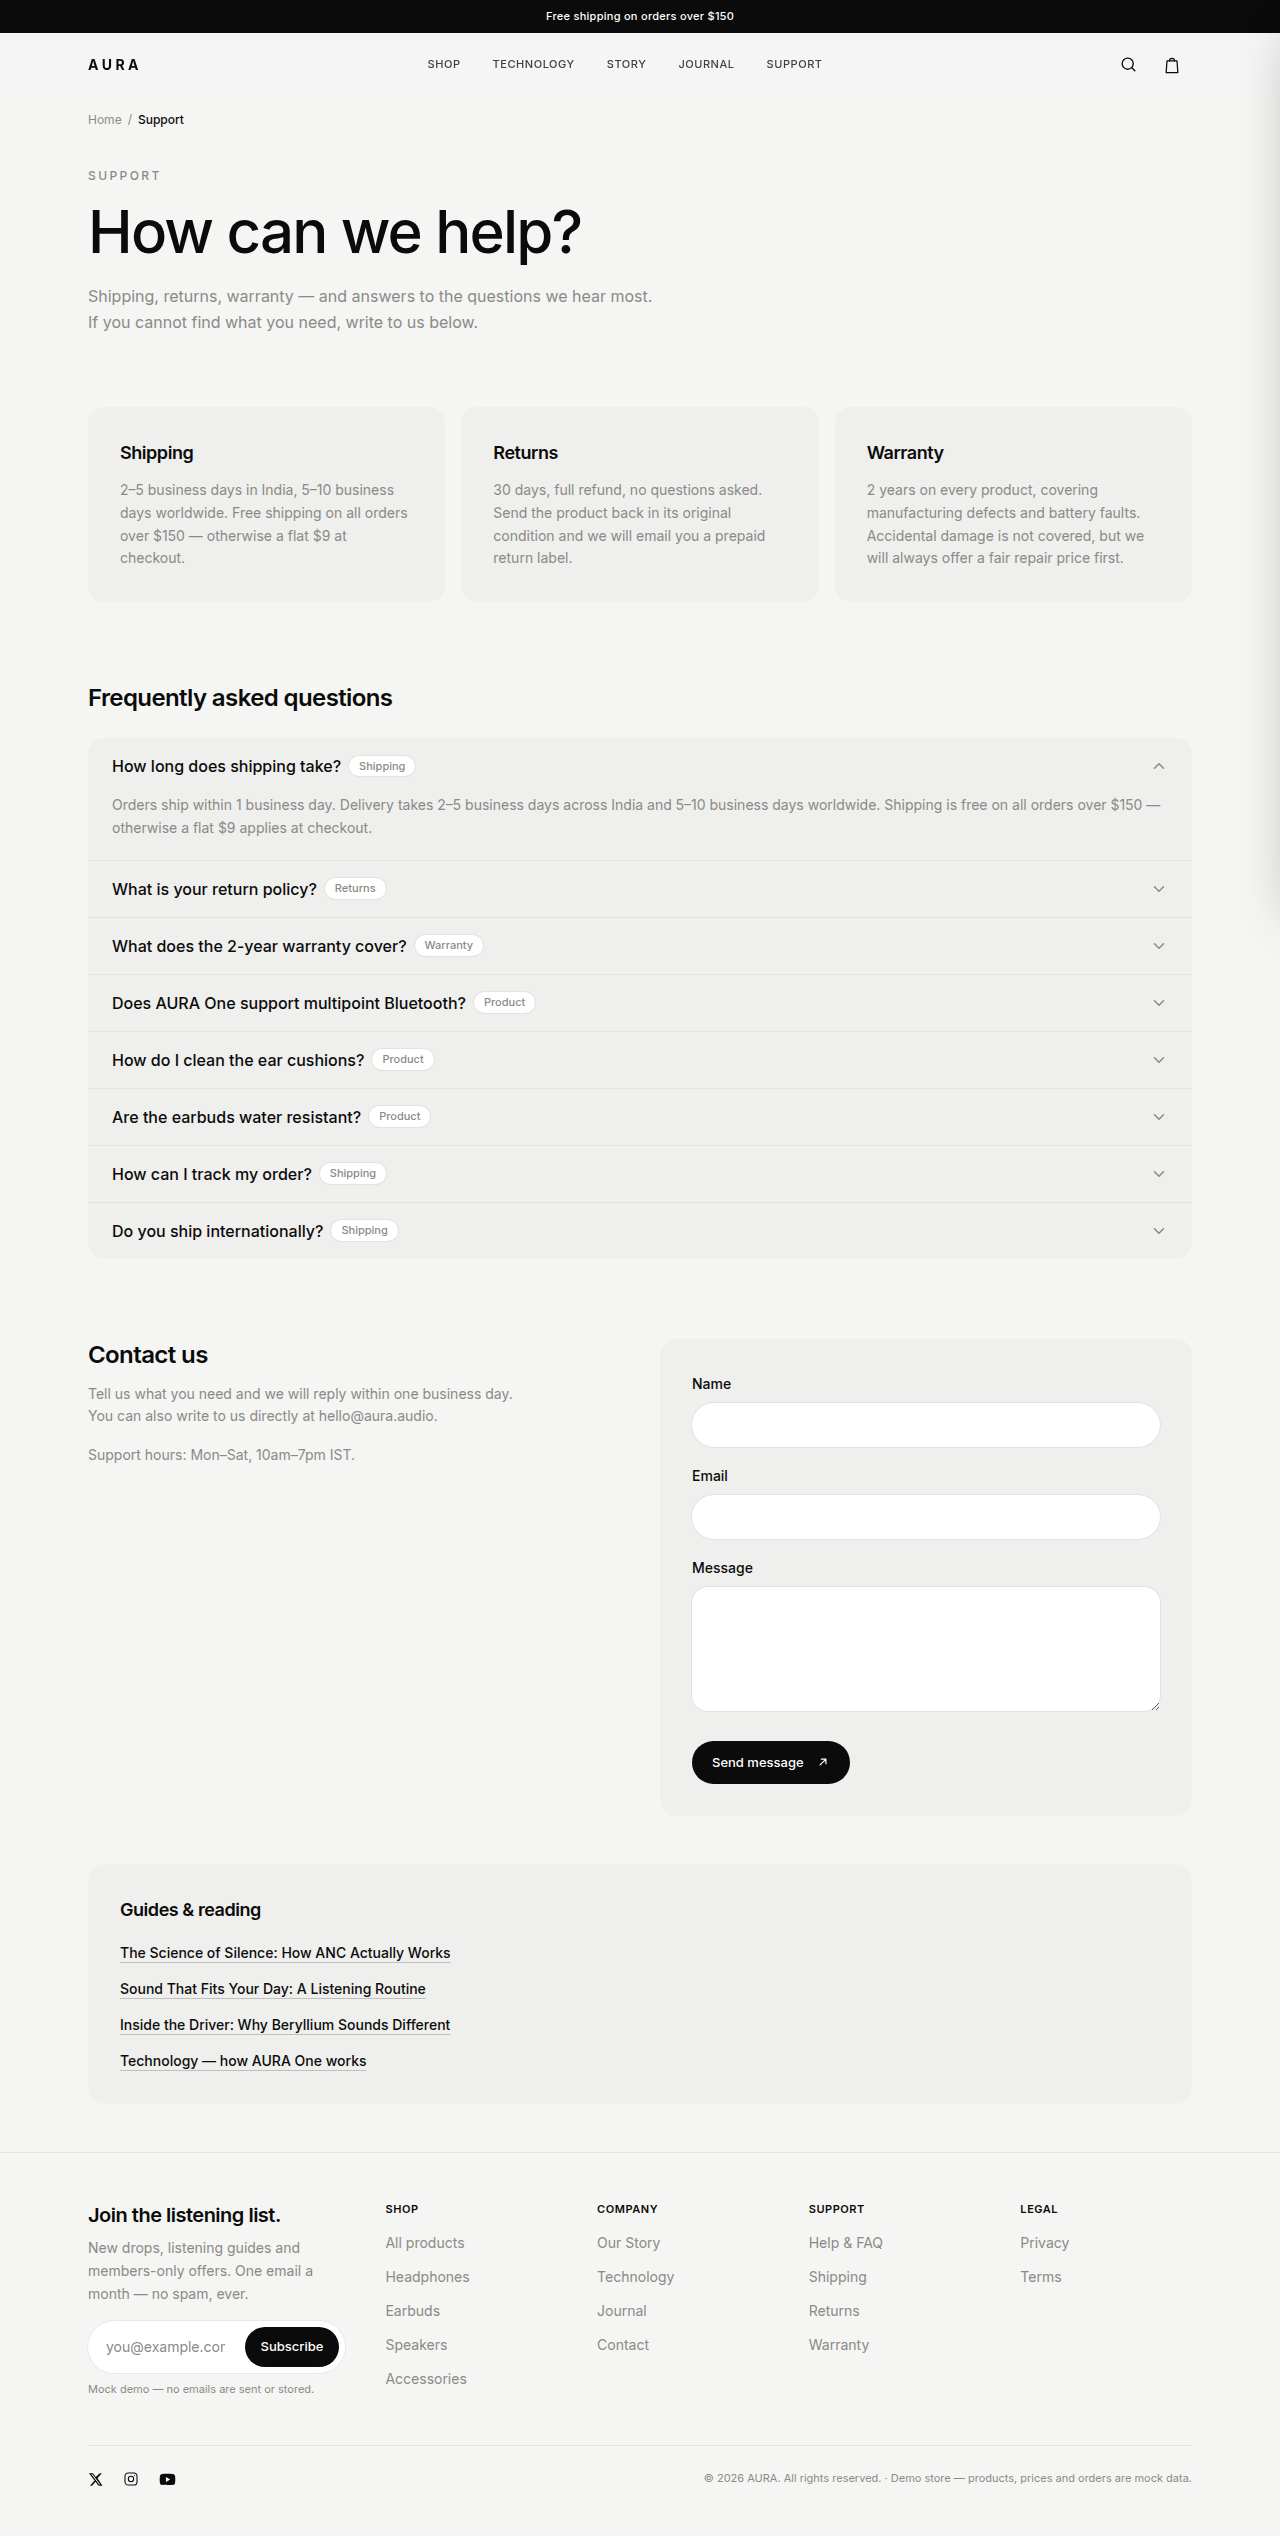 Free shipping on orders over $150
AURA
SHOP
TECHNOLOGY
STORY
JOURNAL
SUPPORT
Home / Support
SUPPORT
How can we help?
Shipping, returns, warranty — and answers to the questions we hear most.
If you cannot find what you need, write to us below.
Shipping
2–5 business days in India, 5–10 business
days worldwide. Free shipping on all orders
over $150 — otherwise a flat $9 at
checkout.
Returns
30 days, full refund, no questions asked.
Send the product back in its original
condition and we will email you a prepaid
return label.
Warranty
2 years on every product, covering
manufacturing defects and battery faults.
Accidental damage is not covered, but we
will always offer a fair repair price first.
Frequently asked questions
How long does shipping take? Shipping
Orders ship within 1 business day. Delivery takes 2–5 business days across India and 5–10 business days worldwide. Shipping is free on all orders over $150 —
otherwise a flat $9 applies at checkout.
What is your return policy? Returns
What does the 2-year warranty cover? Warranty
Does AURA One support multipoint Bluetooth? Product
How do I clean the ear cushions? Product
Are the earbuds water resistant? Product
How can I track my order? Shipping
Do you ship internationally? Shipping
Contact us
Tell us what you need and we will reply within one business day.
You can also write to us directly at hello@aura.audio.
Support hours: Mon–Sat, 10am–7pm IST.
Name
Email
Message
Send message
Guides & reading
The Science of Silence: How ANC Actually Works
Sound That Fits Your Day: A Listening Routine
Inside the Driver: Why Beryllium Sounds Different
Technology — how AURA One works
Join the listening list.
New drops, listening guides and
members-only offers. One email a
month — no spam, ever.
you@example.cor
Subscribe
Mock demo — no emails are sent or stored.
SHOP
All products
Headphones
Earbuds
Speakers
Accessories
COMPANY
Our Story
Technology
Journal
Contact
SUPPORT
Help & FAQ
Shipping
Returns
Warranty
LEGAL
Privacy
Terms
© 2026 AURA. All rights reserved. · Demo store — products, prices and orders are mock data.